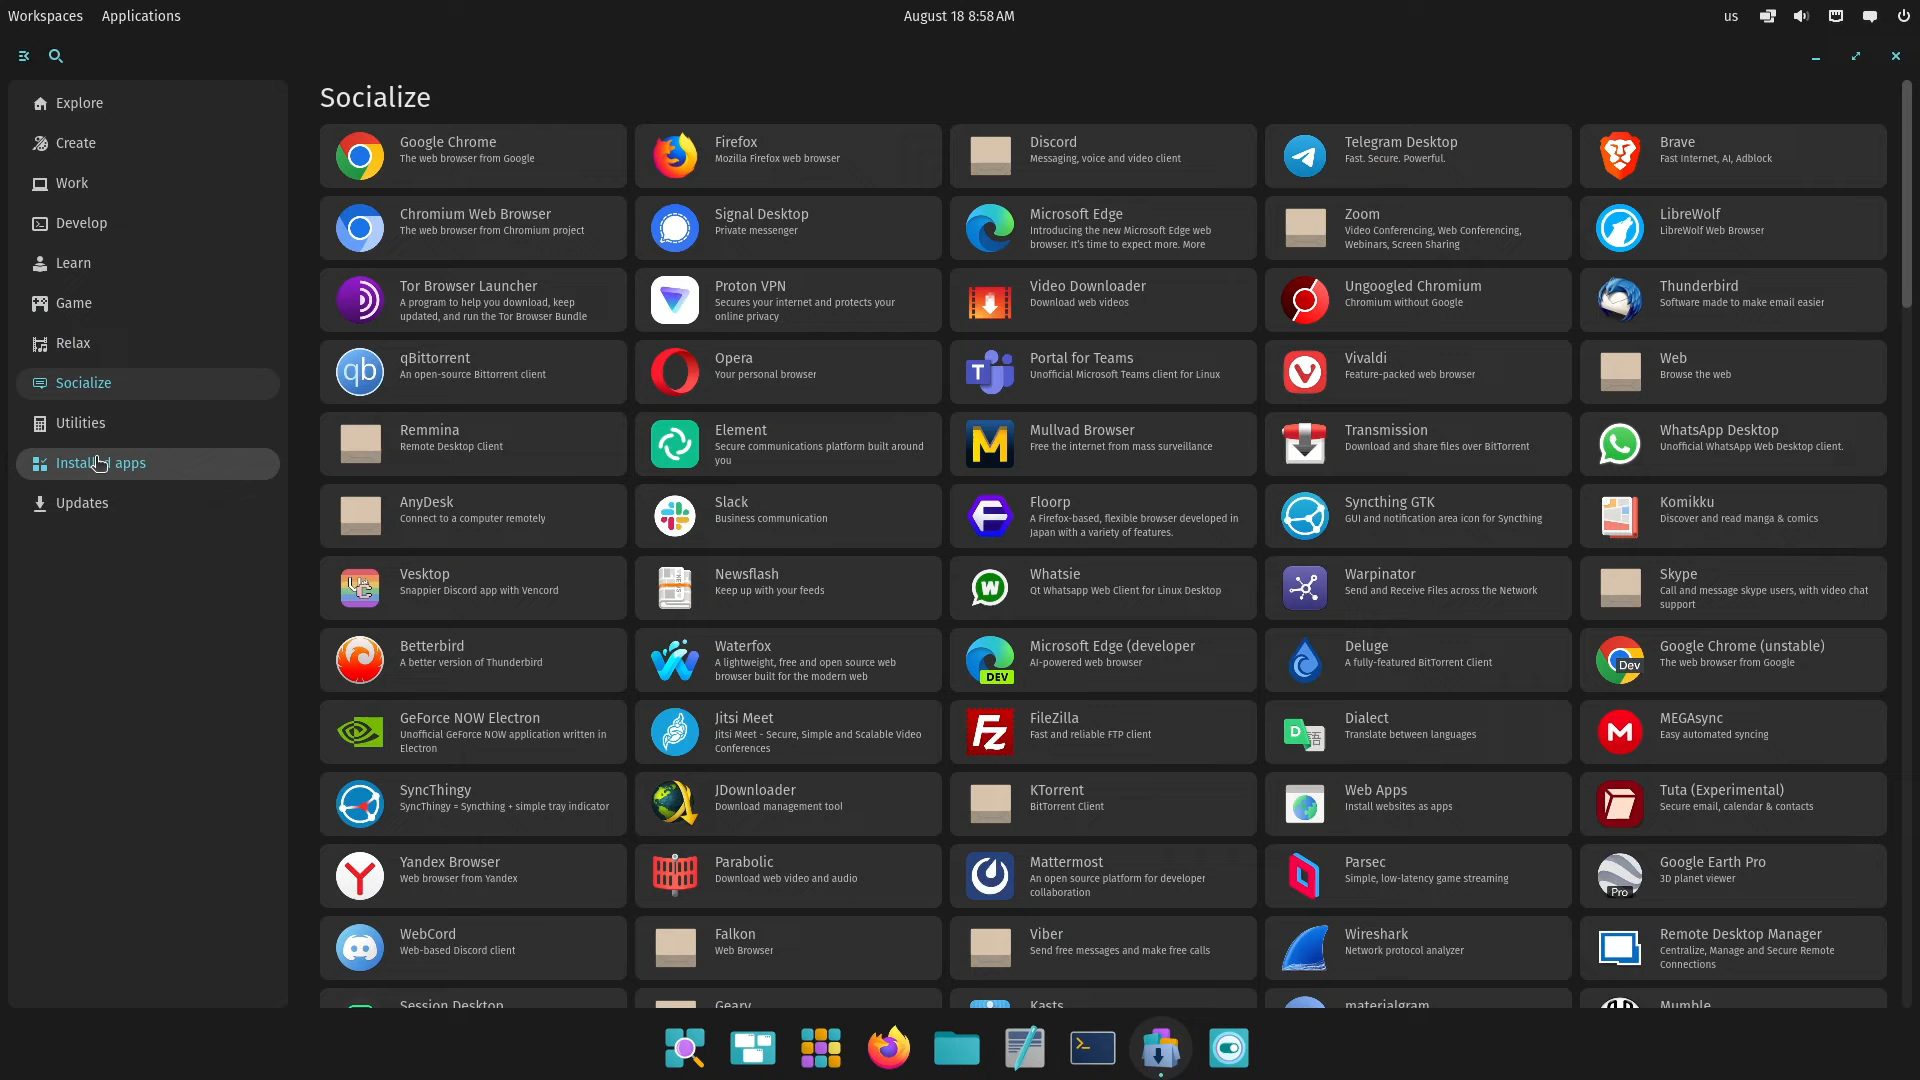 Workspaces Applications
August 18 8:58 AM
us
Explore
Create
Work
Develop
Learn
Game
Relax
Socialize
Utilities
Installed apps
Updates
Socialize
Google Chrome
The web browser from Google
Firefox
Mozilla Firefox web browser
Discord
Messaging, voice and video client
Telegram Desktop
Fast. Secure. Powerful.
Brave
Fast Internet, AI, Adblock
Chromium Web Browser
The web browser from Chromium project
Signal Desktop
Private messenger
Microsoft Edge
Introducing the new Microsoft Edge web
browser. It's time to expect more. More
Zoom
Video Conferencing, Web Conferencing,
Webinars, Screen Sharing
LibreWolf
LibreWolf Web Browser
Tor Browser Launcher
A program to help you download, keep
updated, and run the Tor Browser Bundle
Proton VPN
Secures your internet and protects your
online privacy
Video Downloader
Download web videos
Ungoogled Chromium
Chromium without Google
Thunderbird
Software made to make email easier
qb
qBittorrent
An open-source Bittorrent client
Opera
Your personal browser
T
Portal for Teams
Unofficial Microsoft Teams client for Linux
Vivaldi
Feature-packed web browser
Web
Browse the web
Remmina
Remote Desktop Client
Element
Secure communications platform built around
you
Mullvad Browser
Free the internet from mass surveillance
Transmission
Download and share files over BitTorrent
WhatsApp Desktop
Unofficial WhatsApp Web Desktop client.
AnyDesk
Connect to a computer remotely
Slack
Business communication
Floorp
A Firefox-based, flexible browser developed in
Japan with a variety of features.
Syncthing GTK
GUI and notification area icon for Syncthing
Komikku
Discover and read manga & comics
Vesktop
Snappier Discord app with Vencord
Newsflash
Keep up with your feeds
Whatsie
Qt Whatsapp Web Client for Linux Desktop
Warpinator
Send and Receive Files across the Network
Skype
Call and message skype users, with video chat
support
Betterbird
A better version of Thunderbird
Waterfox
A lightweight, free and open source web
browser built for the modern web
DEV
Microsoft Edge (developer
AI-powered web browser
Deluge
A fully-featured BitTorrent Client
Dev
Google Chrome (unstable)
The web browser from Google
GeForce NOW Electron
Unofficial GeForce NOW application written in
Electron
Jitsi Meet
Jitsi Meet - Secure, Simple and Scalable Video
Conferences
Fz
FileZilla
Fast and reliable FTP client
D
Dialect
Translate between languages
M
MEGAsync
Easy automated syncing
SyncThingy
SyncThingy = Syncthing + simple tray indicator
JDownloader
Download management tool
KTorrent
BitTorrent Client
Web Apps
Install websites as apps
Tuta (Experimental)
Secure email, calendar & contacts
Yandex Browser
Web browser from Yandex
Parabolic
Download web video and audio
Mattermost
An open source platform for developer
collaboration
Parsec
Simple, low-latency game streaming
Pro
Google Earth Pro
3D planet viewer
WebCord
Web-based Discord client
Falkon
Web Browser
Viber
Send free messages and make free calls
Wireshark
Network protocol analyzer
Remote Desktop Manager
Centralize, Manage and Secure Remote
Connections
Session Desktop
Geary
Kasts
materialgram
Mumble